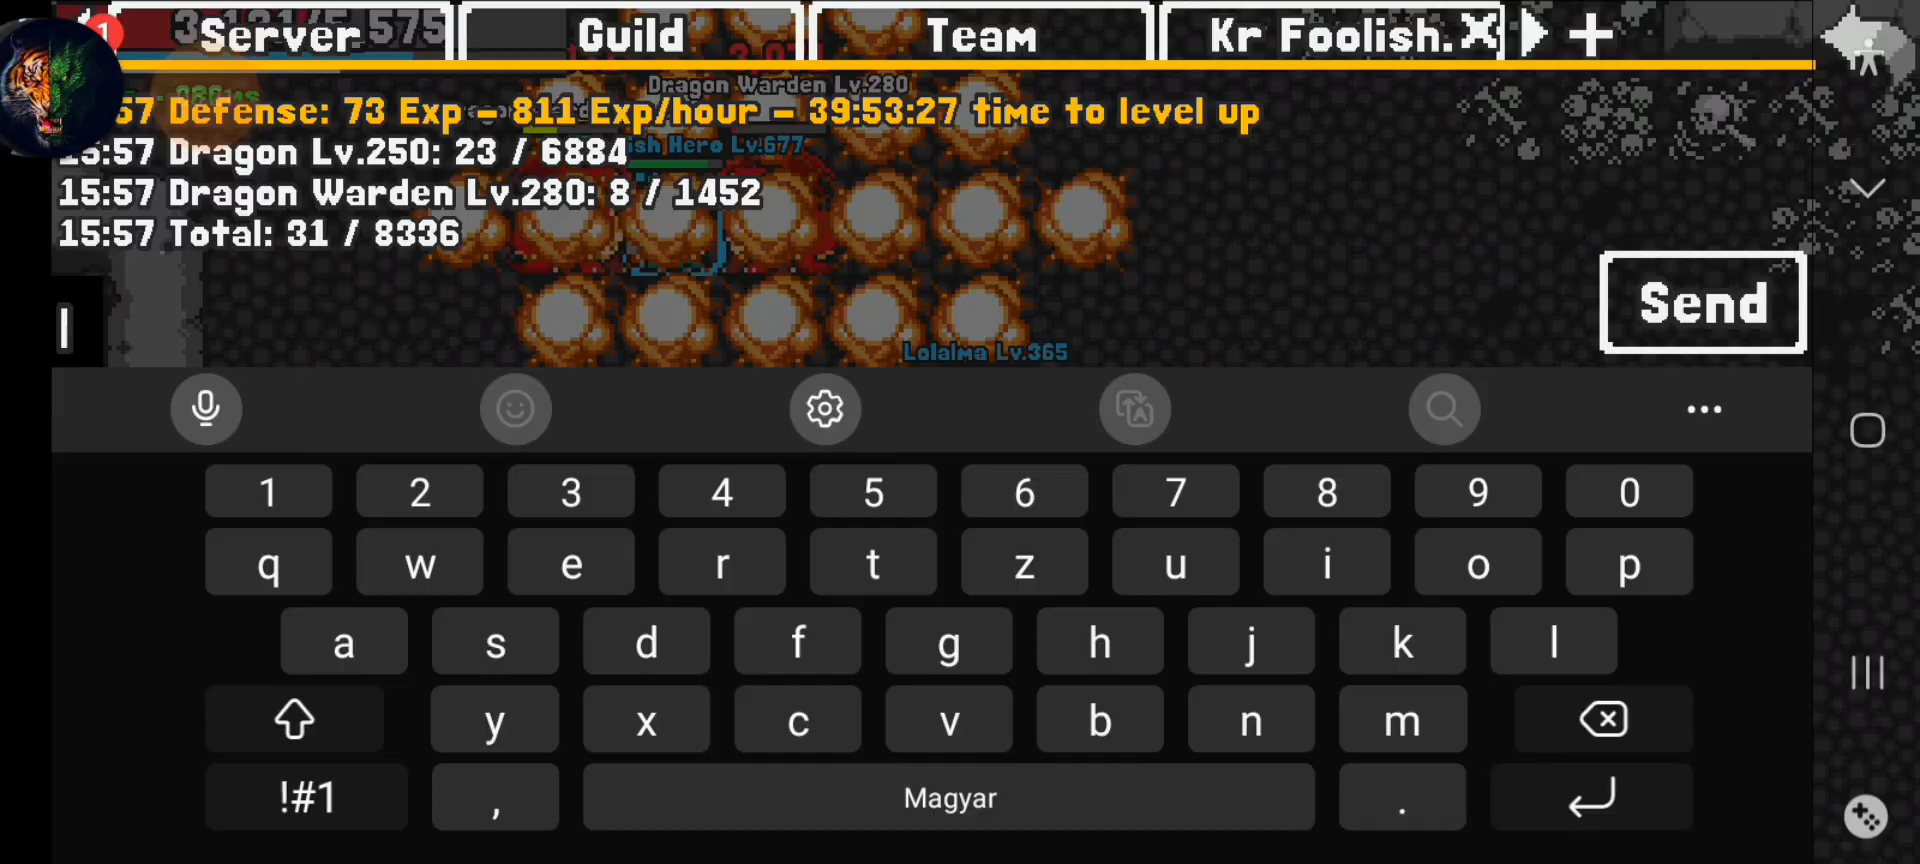 Server Guild Team Kr Foolish.
Dragon Warden Lv.280
57 Defense: 73 Exp - 811 Exp/hour - 39:53:27 time to level up
15:57 Dragon Lv.250: 23 / 6884
ish Hero Lv.677
15:57 Dragon Warden Lv.280: 8 / 1452
15:57 Total: 31 / 8336
Send
Lolalma Lv.365
1 2 3 4 5 6 7 8 9 0
q w e r t z u i o p
a s d f g h j k l
y x c v b n m
!#1 , Magyar .